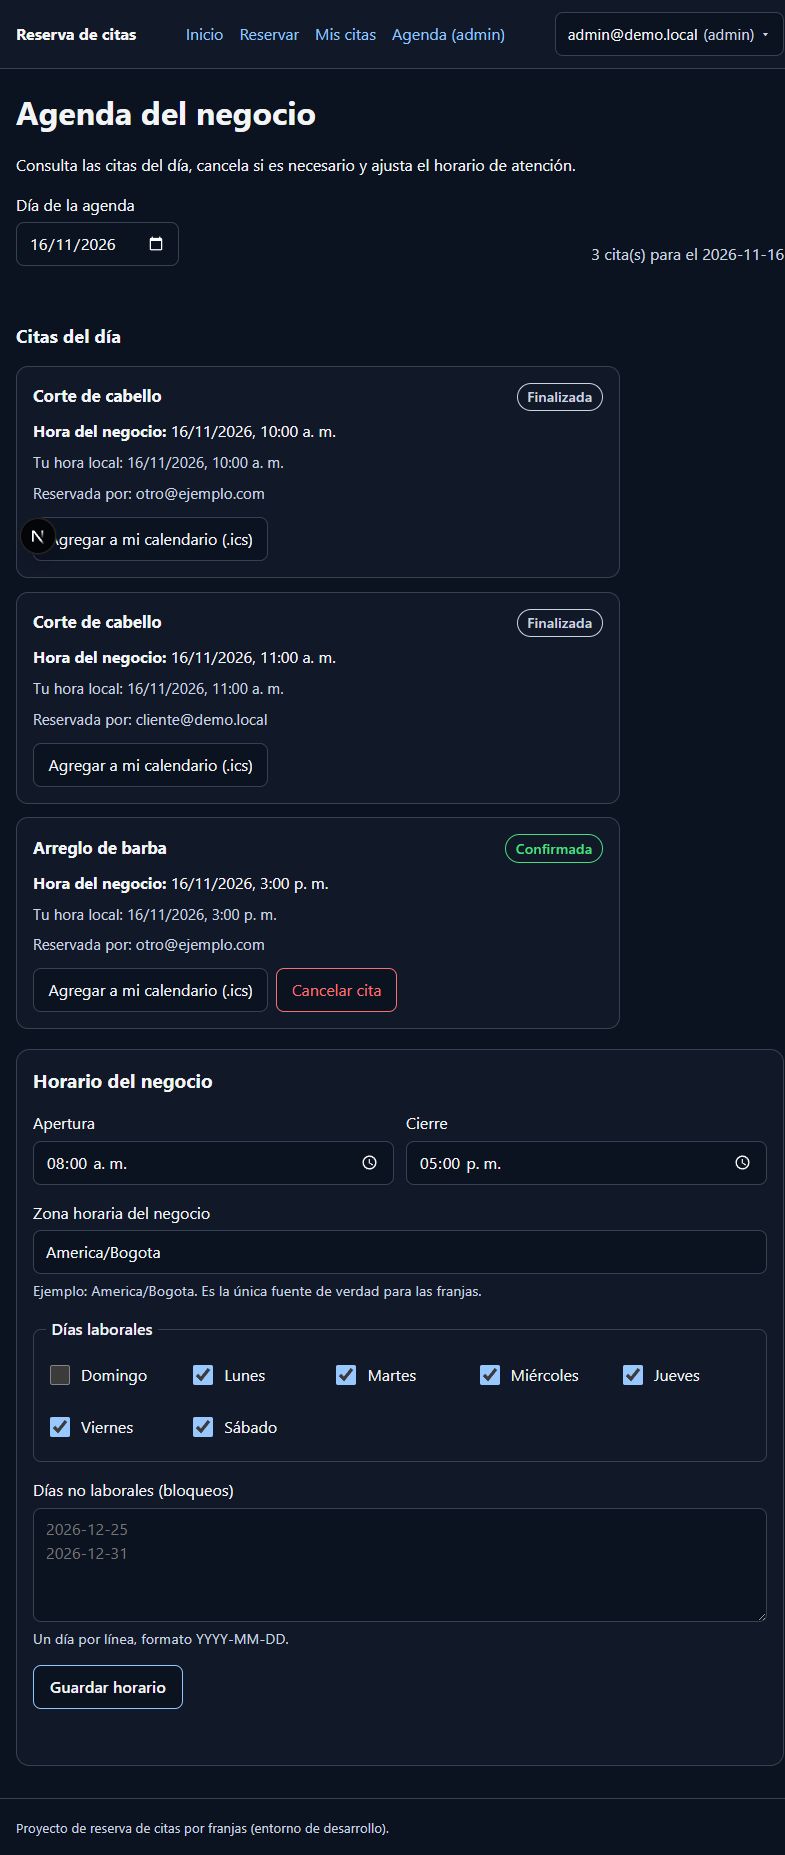 Reserva de citas Inicio Reservar Mis citas Agenda (admin) admin@demo.local (admin)
Agenda del negocio
Consulta las citas del día, cancela si es necesario y ajusta el horario de atención.
Día de la agenda
16/11/2026
3 cita(s) para el 2026-11-16
Citas del día
Corte de cabello Finalizada
Hora del negocio: 16/11/2026, 10:00 a. m.
Tu hora local: 16/11/2026, 10:00 a. m.
Reservada por: otro@ejemplo.com
N gregar a mi calendario (.ics)
Corte de cabello Finalizada
Hora del negocio: 16/11/2026, 11:00 a. m.
Tu hora local: 16/11/2026, 11:00 a. m.
Reservada por: cliente@demo.local
Agregar a mi calendario (.ics)
Arreglo de barba Confirmada
Hora del negocio: 16/11/2026, 3:00 p. m.
Tu hora local: 16/11/2026, 3:00 p. m.
Reservada por: otro@ejemplo.com
Agregar a mi calendario (.ics) Cancelar cita
Horario del negocio
Apertura Cierre
08:00 a. m. 05:00 p. m.
Zona horaria del negocio
America/Bogota
Ejemplo: America/Bogota. Es la única fuente de verdad para las franjas.
Días laborales
Domingo Lunes Martes Miércoles Jueves
Viernes Sábado
Días no laborales (bloqueos)
2026-12-25
2026-12-31
Un día por línea, formato YYYY-MM-DD.
Guardar horario
Proyecto de reserva de citas por franjas (entorno de desarrollo).